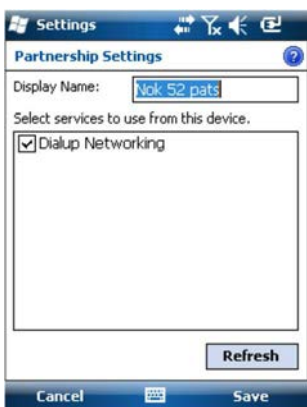 Settings
Partnership Settings
Display Name: Nok 52 pats
Select services to use from this device.
Dialup Networking
Refresh
Cancel Save